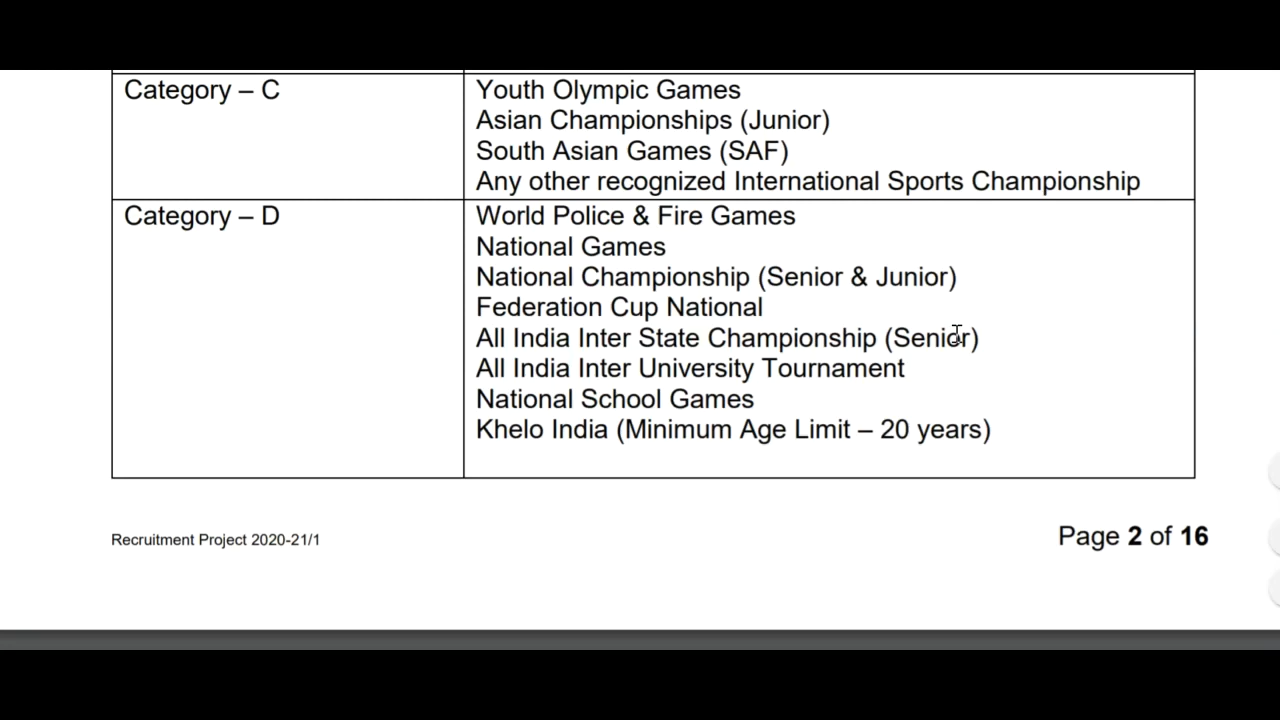 Category – C
Youth Olympic Games
Asian Championships (Junior)
South Asian Games (SAF)
Any other recognized International Sports Championship
Category – D
World Police & Fire Games
National Games
National Championship (Senior & Junior)
Federation Cup National
All India Inter State Championship (Senior)
All India Inter University Tournament
National School Games
Khelo India (Minimum Age Limit – 20 years)
Recruitment Project 2020-21/1
Page 2 of 16